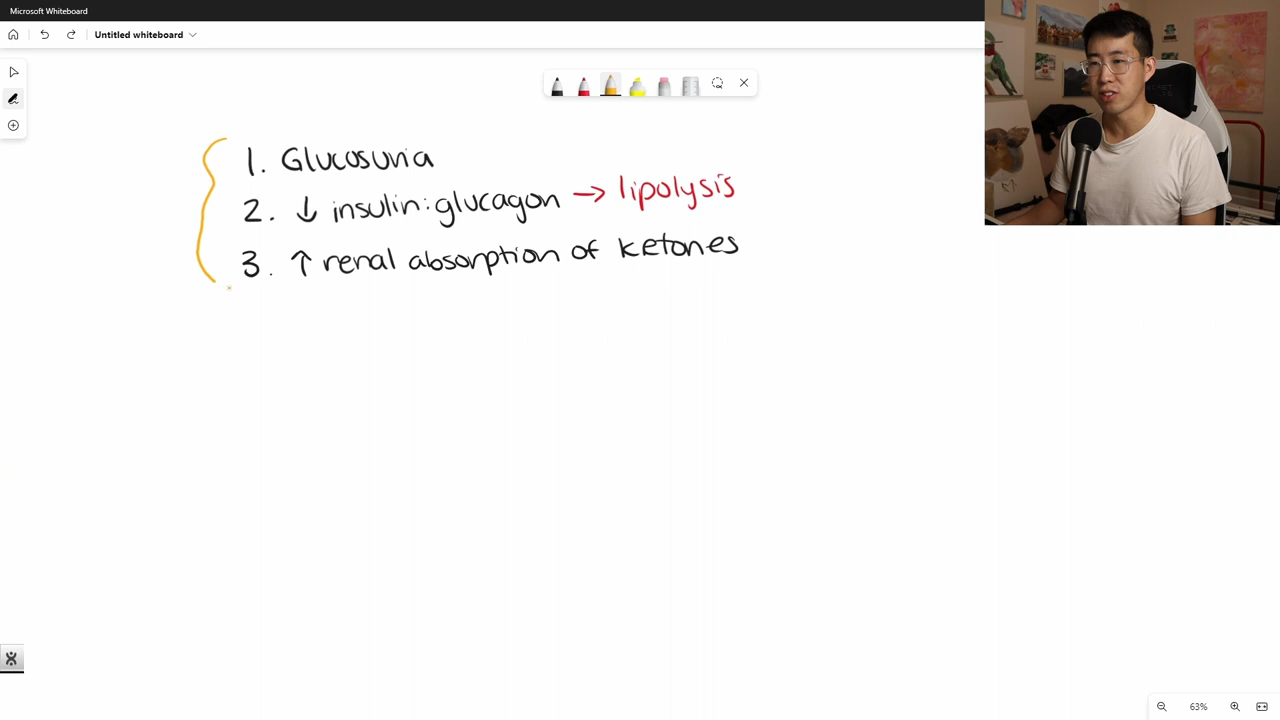 Microsoft Whiteboard
Untitled whiteboard
1. Glucosuria
2. ↓ insulin:glucagon → lipolysis
3. ↑ renal absorption of ketones
63%